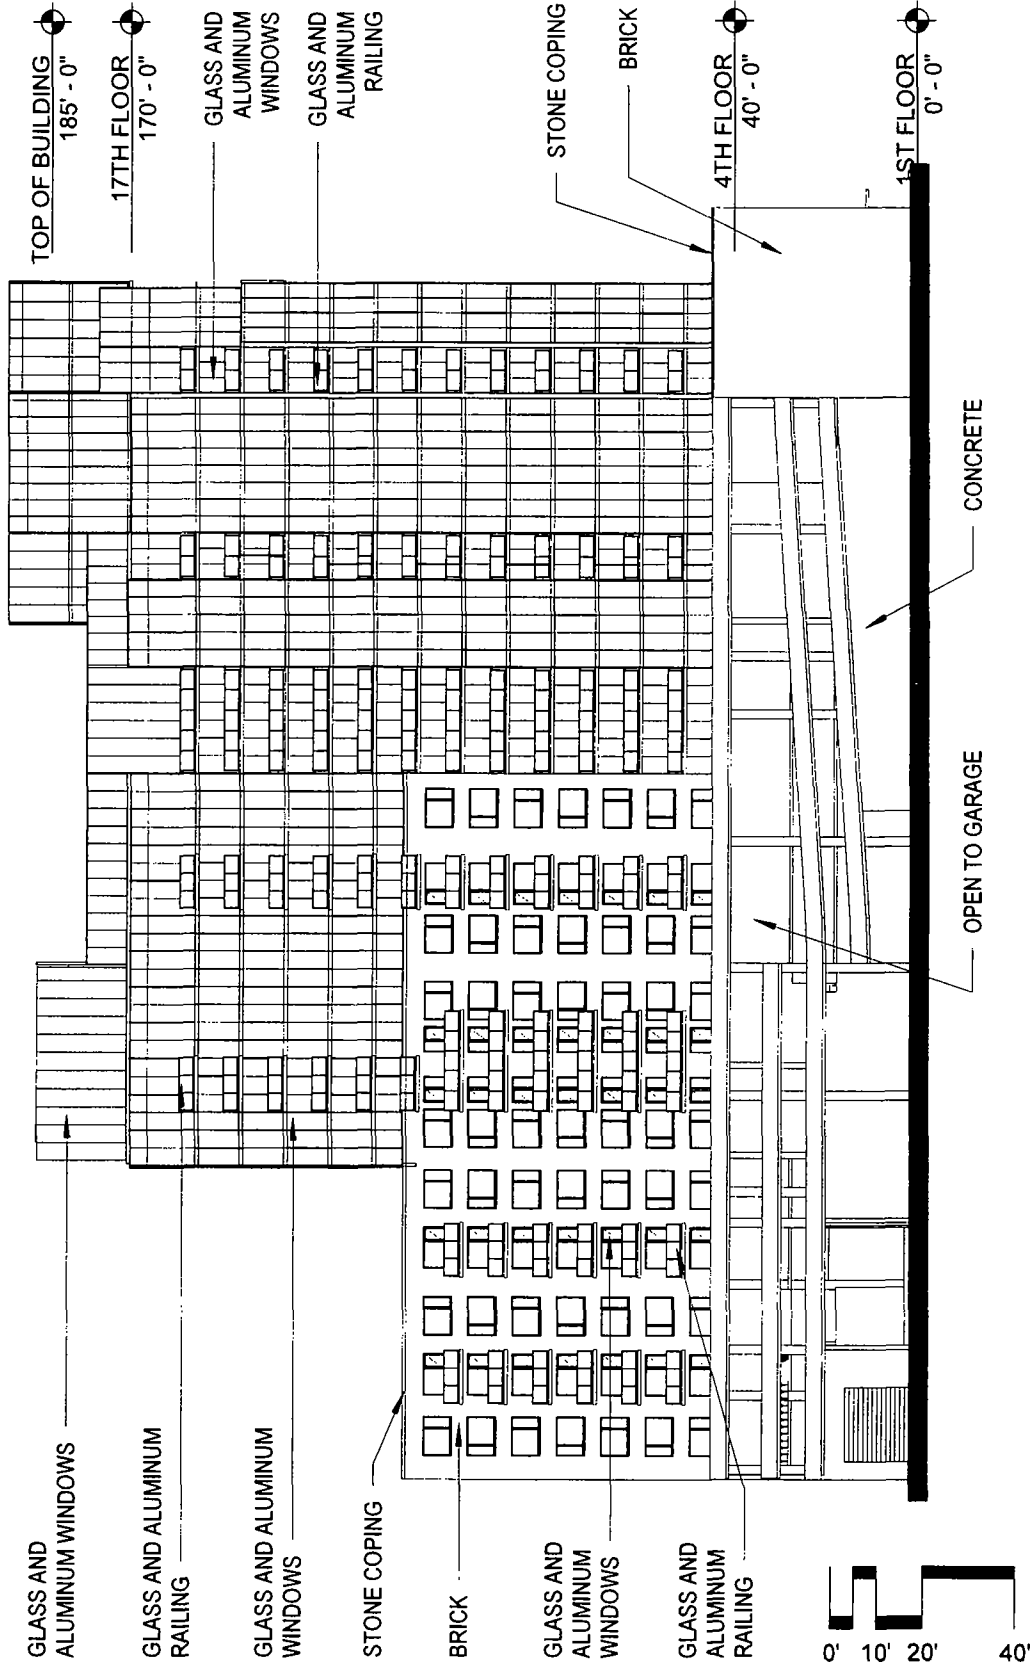 GLASS AND
ALUMINUM WINDOWS
GLASS AND ALUMINUM
RAILING
GLASS AND ALUMINUM
WINDOWS
STONE COPING
BRICK
GLASS AND
ALUMINUM
WINDOWS
GLASS AND
ALUMINUM
RAILING
TOP OF BUILDING
185' - 0"
17TH FLOOR
170' - 0"
GLASS AND
ALUMINUM
WINDOWS
GLASS AND
ALUMINUM
RAILING
STONE COPING
BRICK
4TH FLOOR
40' - 0"
1ST FLOOR
0' - 0"
CONCRETE
OPEN TO GARAGE
0' 10' 20' 40'